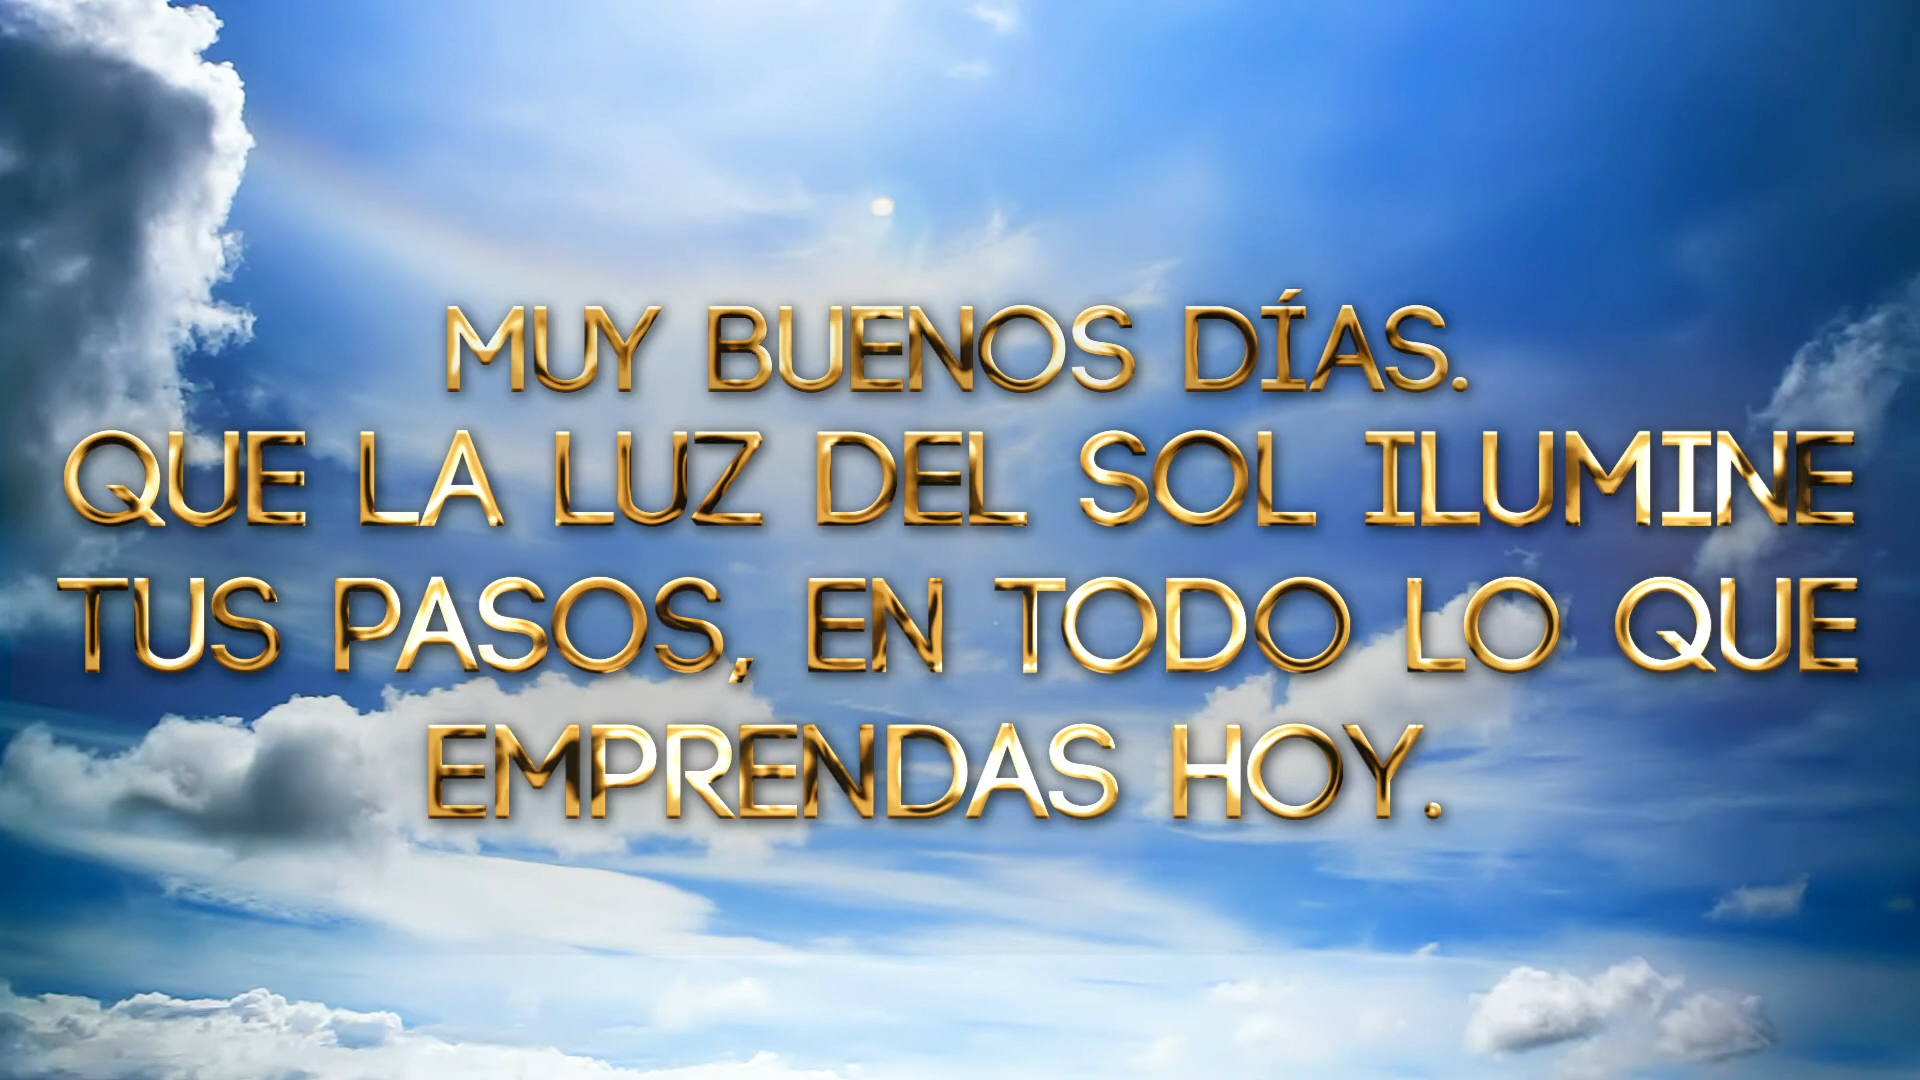 MUY BUENOS DÍAS.
QUE LA LUZ DEL SOL ILUMINE
TUS PASOS, EN TODO LO QUE
EMPRENDAS HOY.